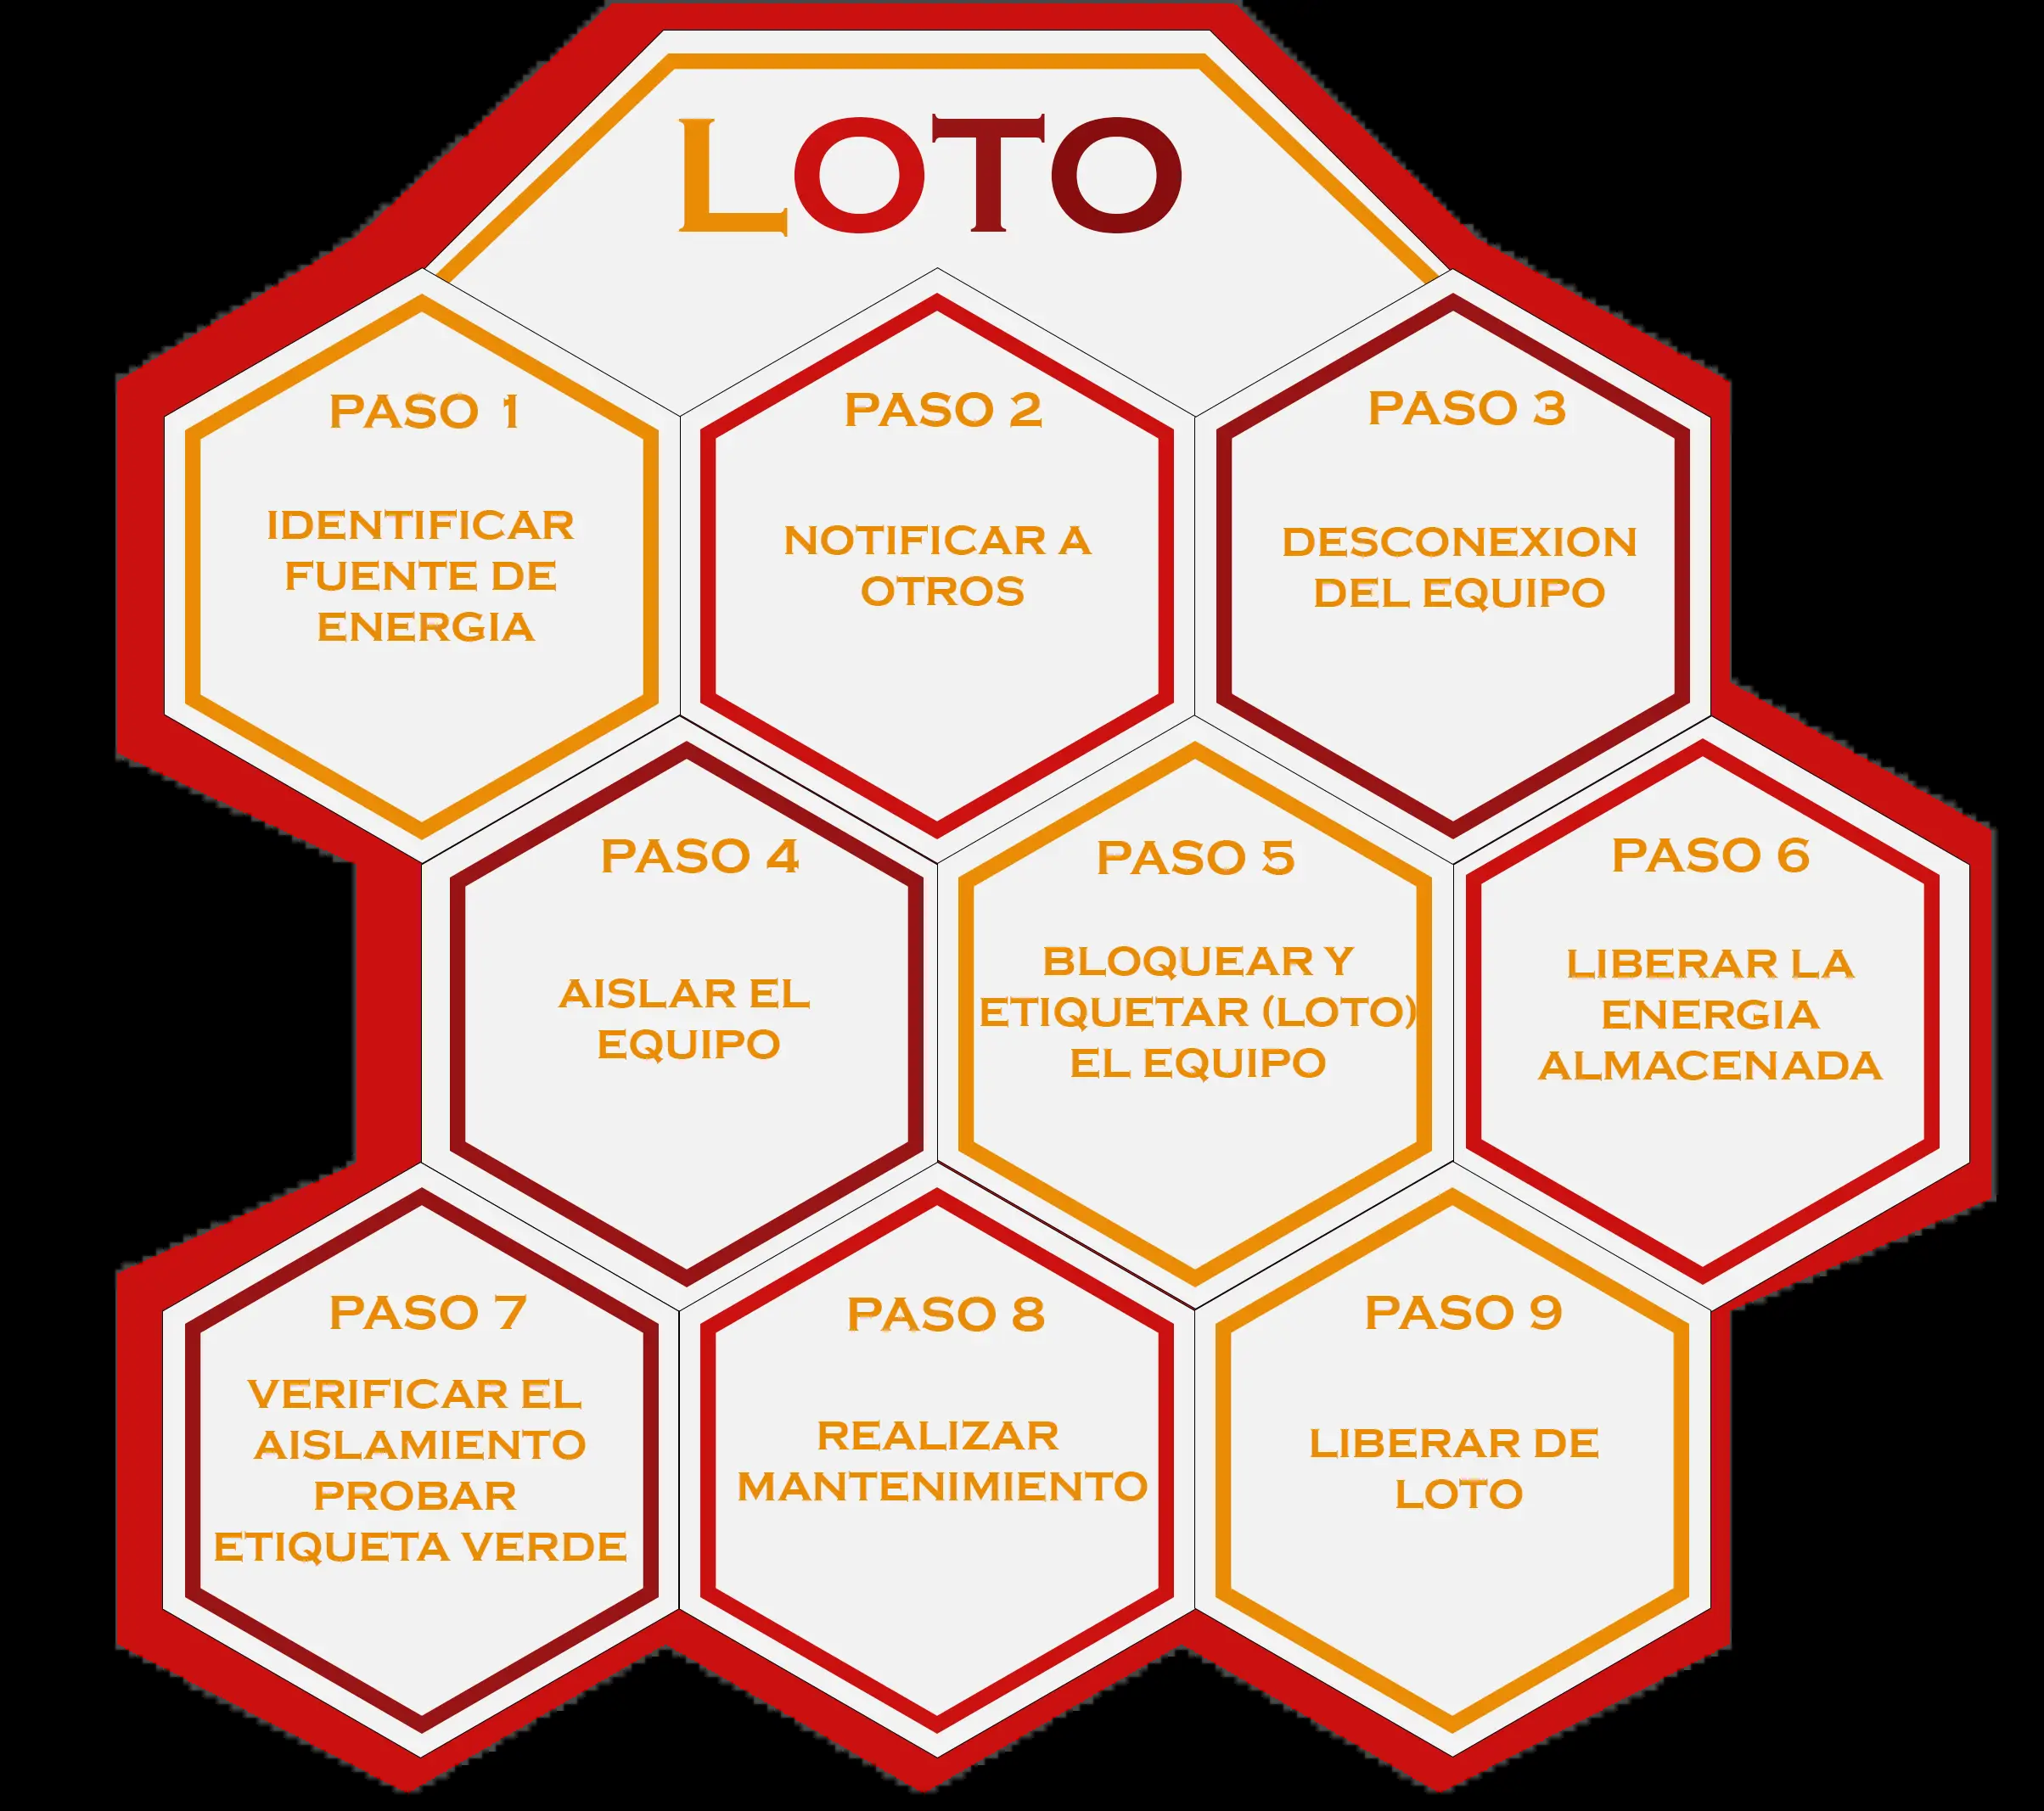 LOTO
PASO 1
IDENTIFICAR
FUENTE DE
ENERGIA
PASO 2
NOTIFICAR A
OTROS
PASO 3
DESCONEXION
DEL EQUIPO
PASO 4
AISLAR EL
EQUIPO
PASO 5
BLOQUEAR Y
ETIQUETAR (LOTO)
EL EQUIPO
PASO 6
LIBERAR LA
ENERGIA
ALMACENADA
PASO 7
VERIFICAR EL
AISLAMIENTO
PROBAR
ETIQUETA VERDE
PASO 8
REALIZAR
MANTENIMIENTO
PASO 9
LIBERAR DE
LOTO